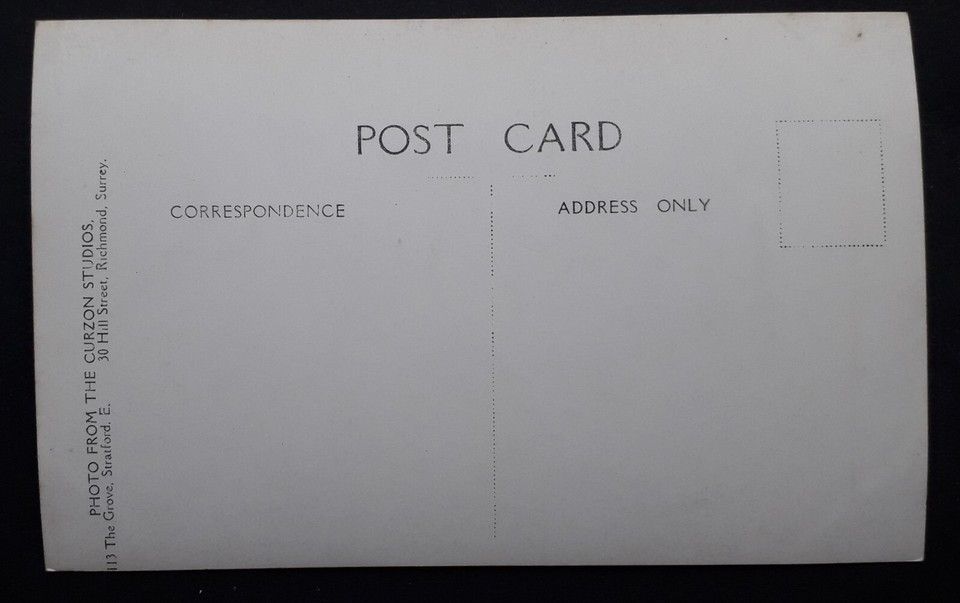 POST CARD
CORRESPONDENCE
ADDRESS ONLY
PHOTO FROM THE CURZON STUDIOS,
113 The Grove, Stratford. E. 30 Hill Street, Richmond, Surrey.